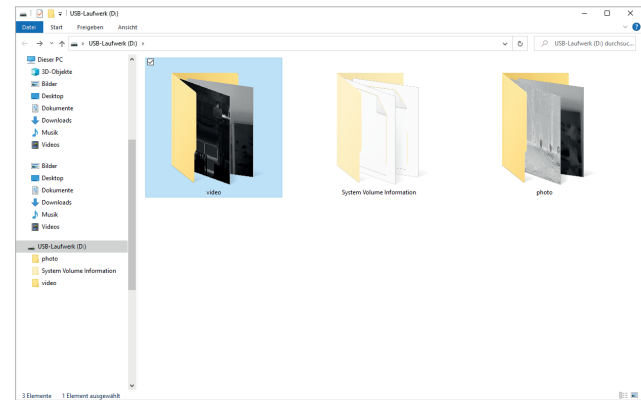 USB-Laufwerk (D:)
Datei Start Freigeben Ansicht
USB-Laufwerk (D:)
USB-Laufwerk (D:) durchsuc...
Dieser PC
3D-Objekte
Bilder
Desktop
Dokumente
Downloads
Musik
Videos
Bilder
Desktop
Dokumente
Downloads
Musik
Videos
USB-Laufwerk (D:)
photo
System Volume Information
video
video
System Volume Information
photo
3 Elemente 1 Element ausgewählt